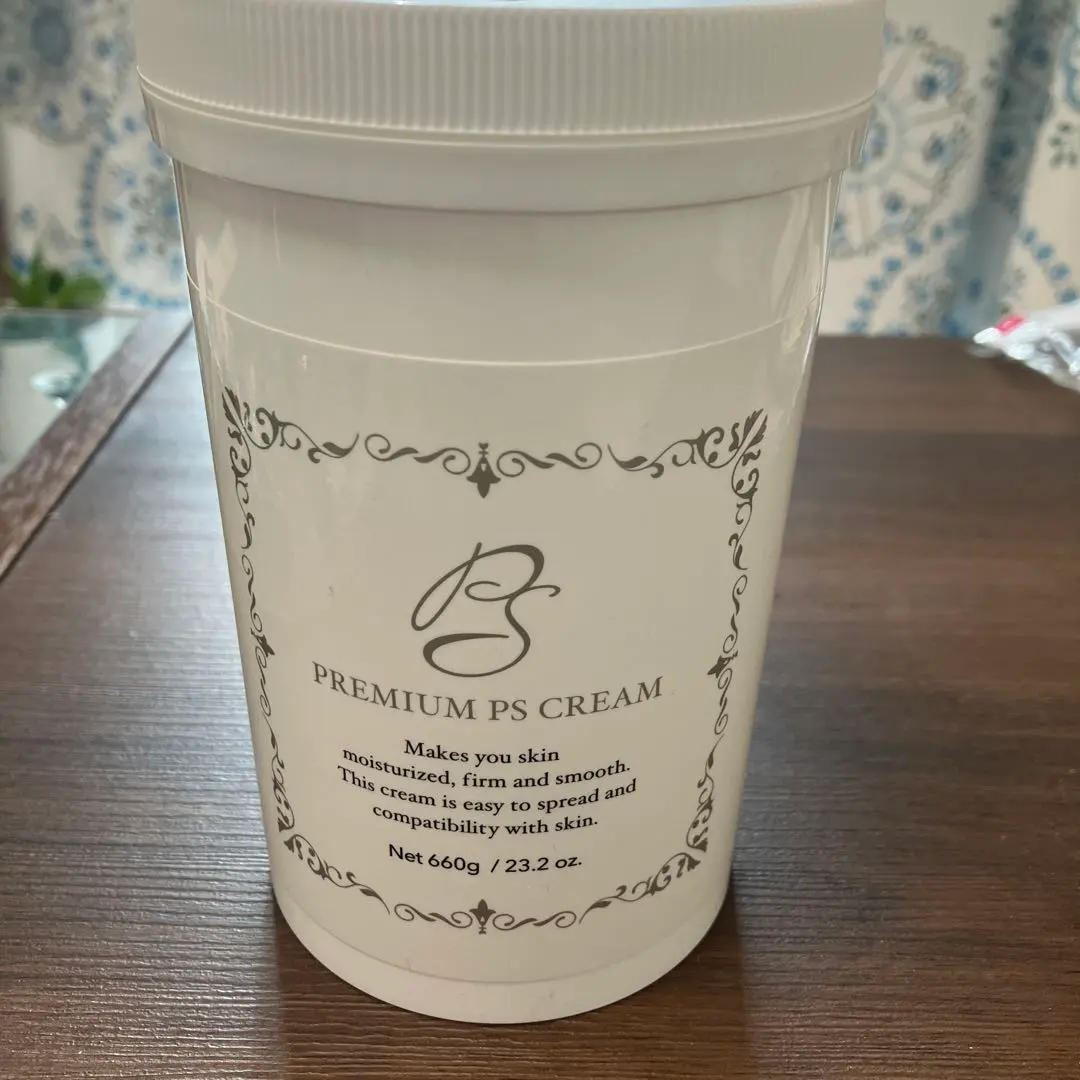 PS
PREMIUM PS CREAM
Makes you skin
moisturized, firm and smooth.
This cream is easy to spread and
compatibility with skin.
Net 660g / 23.2 oz.